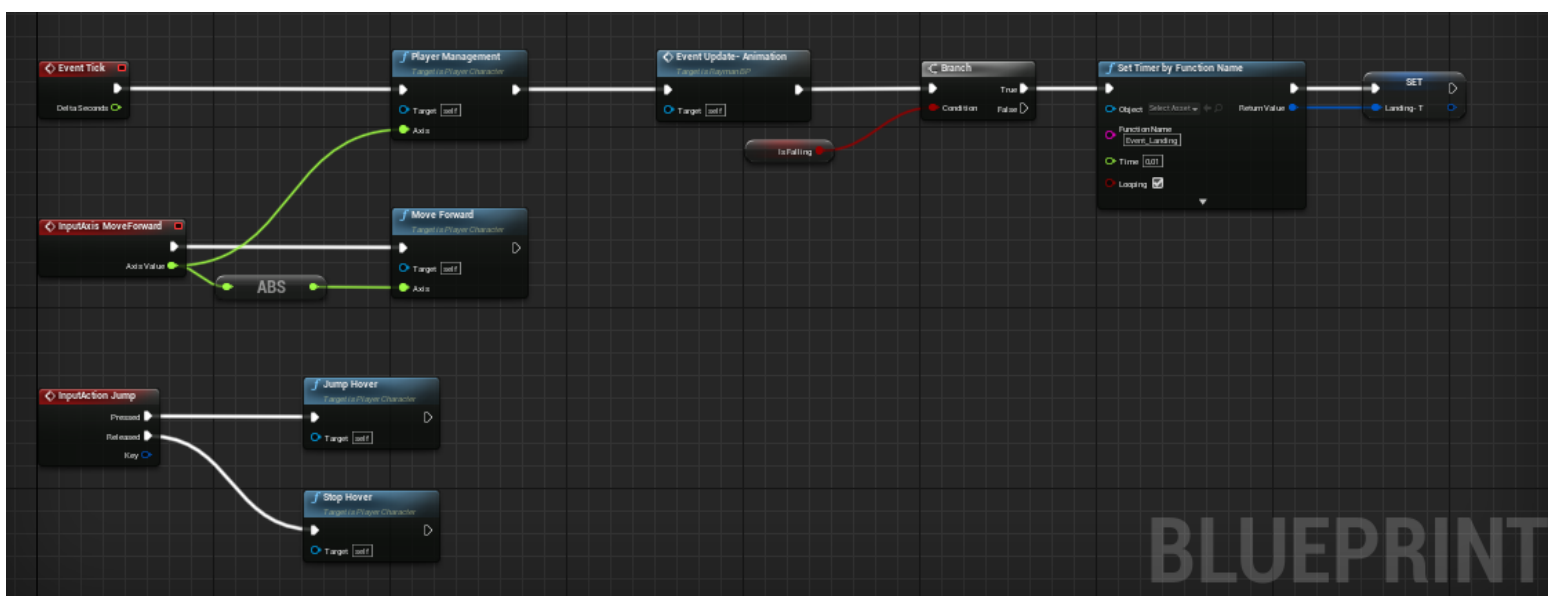 Event Tick
Delta Seconds
Player Management
Target is Player Character
Target self
Axis
Event Update- Animation
Target is Rayman BP
Target self
Branch
True
Condition
False
IsFalling
Set Timer by Function Name
Object Select Asset
Return Value
Function Name
Event_Landing
Time 0,01
Looping
SET
Landing- T
InputAxis MoveForward
Axis Value
ABS
Move Forward
Target is Player Character
Target self
Axis
InputAction Jump
Pressed
Released
Key
Jump Hover
Target is Player Character
Target self
Stop Hover
Target is Player Character
Target self
BLUEPRINT